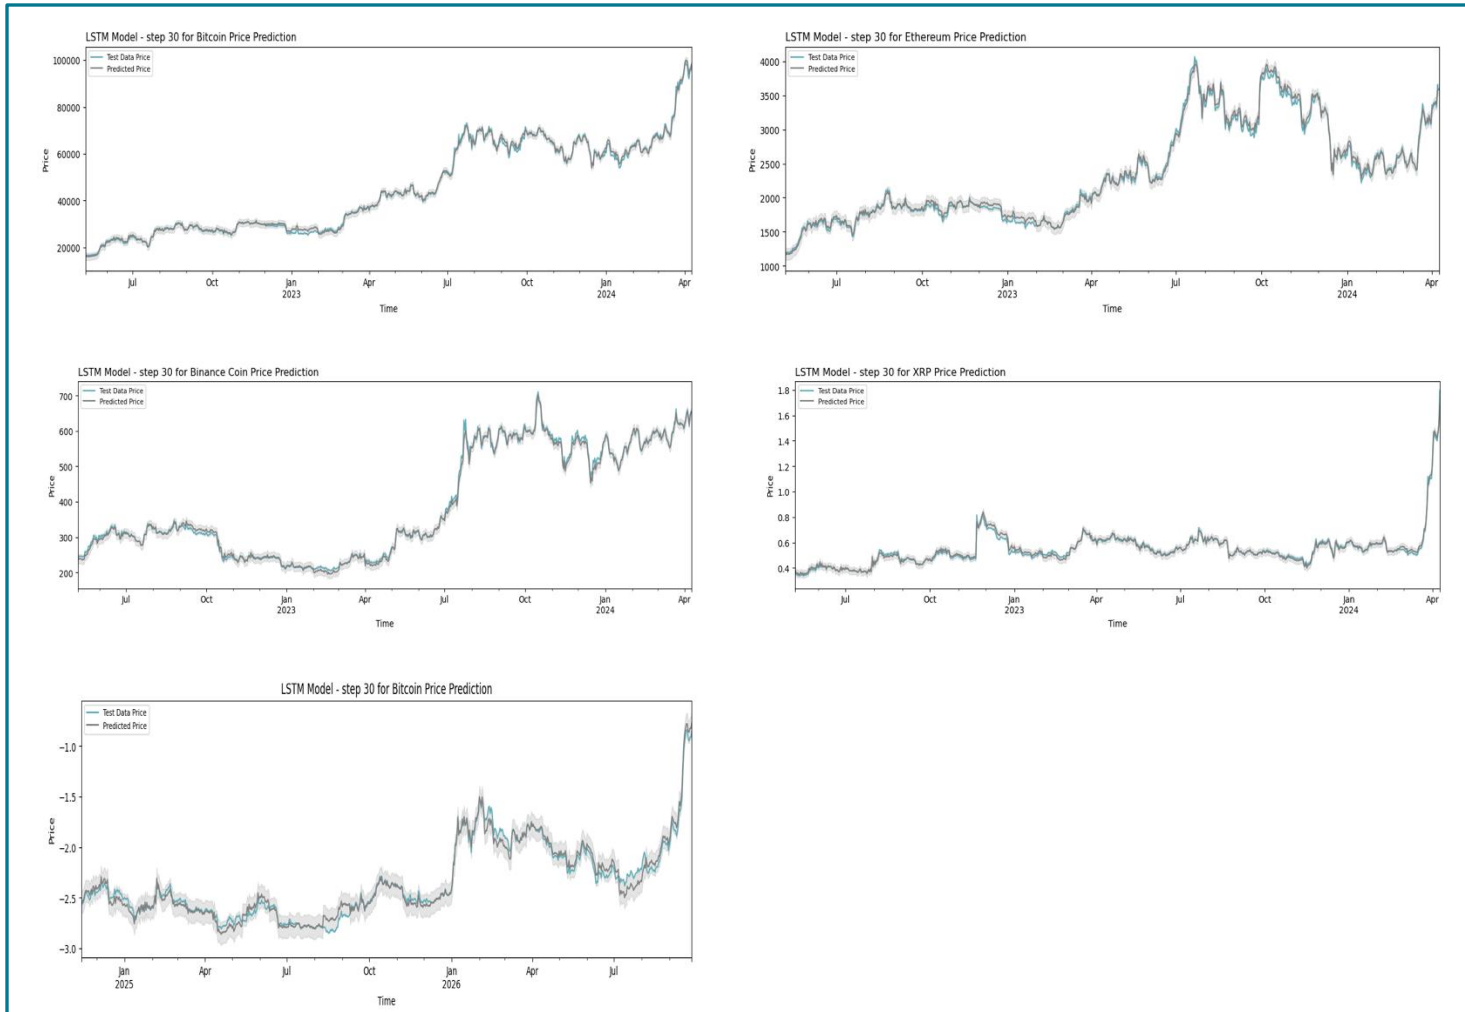 LSTM Model - step 30 for Bitcoin Price Prediction
Test Data Price
Predicted Price
100000
80000
60000
40000
20000
Price
Jul Oct Jan Apr Jul Oct Jan Apr
2023 2024
Time
LSTM Model - step 30 for Ethereum Price Prediction
Test Data Price
Predicted Price
4000
3500
3000
2500
2000
1500
1000
Price
Jul Oct Jan Apr Jul Oct Jan Apr
2023 2024
Time
LSTM Model - step 30 for Binance Coin Price Prediction
Test Data Price
Predicted Price
700
600
500
400
300
200
Price
Jul Oct Jan Apr Jul Oct Jan Apr
2023 2024
Time
LSTM Model - step 30 for XRP Price Prediction
Test Data Price
Predicted Price
1.8
1.6
1.4
1.2
1.0
0.8
0.6
0.4
Price
Jul Oct Jan Apr Jul Oct Jan Apr
2023 2024
Time
LSTM Model - step 30 for Bitcoin Price Prediction
Test Data Price
Predicted Price
−1.0
−1.5
−2.0
−2.5
−3.0
Price
Jan Apr Jul Oct Jan Apr Jul
2025 2026
Time